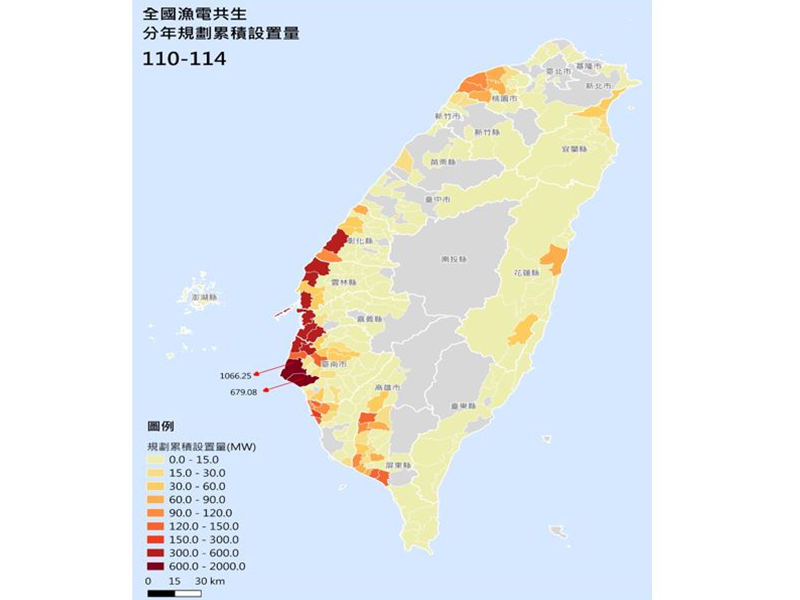 全國漁電共生
分年規劃累積設置量
110-114
臺北市
基隆市
新北市
桃園市
新竹市
新竹縣
宜蘭縣
苗栗縣
臺中市
彰化縣
南投縣
花蓮縣
雲林縣
澎湖縣
嘉義縣
臺南市
1066.25
679.08
高雄市
臺東縣
屏東縣
圖例
規劃累積設置量(MW)
0.0 - 15.0
15.0 - 30.0
30.0 - 60.0
60.0 - 90.0
90.0 - 120.0
120.0 - 150.0
150.0 - 300.0
300.0 - 600.0
600.0 - 2000.0
0 15 30 km